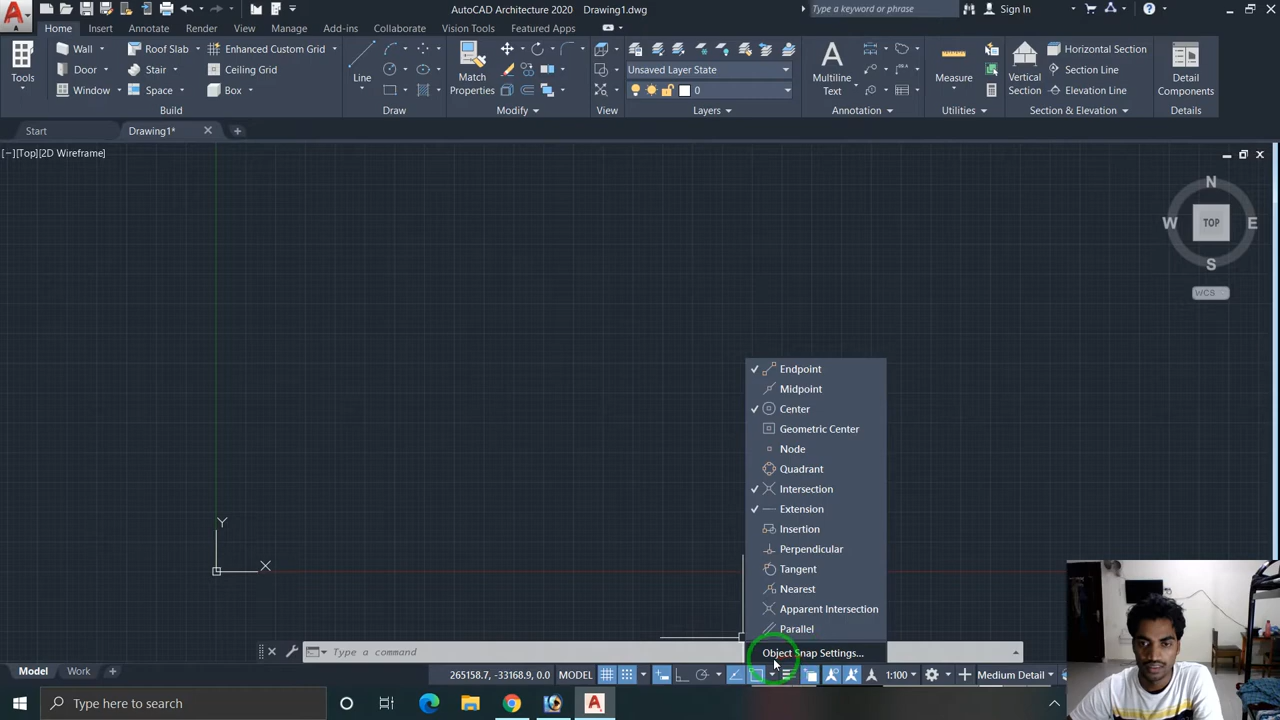 AutoCAD Architecture 2020 Drawing1.dwg
Type a keyword or phrase
Sign In
Home Insert Annotate Render View Manage Add-ins Collaborate Vision Tools Featured Apps
Tools
Wall
Door
Window
Roof Slab
Stair
Space
Enhanced Custom Grid
Ceiling Grid
Box
Build
Line
Draw
Match Properties
Modify
View
Unsaved Layer State
0
Layers
A
Multiline Text
Annotation
Measure
Utilities
Vertical Section
Horizontal Section
Section Line
Elevation Line
Section & Elevation
Detail Components
Details
Start
Drawing1*
[−][Top][2D Wireframe]
N
W
TOP
E
S
WCS
Y
X
Endpoint
Midpoint
Center
Geometric Center
Node
Quadrant
Intersection
Extension
Insertion
Perpendicular
Tangent
Nearest
Apparent Intersection
Parallel
Object Snap Settings...
Type a command
Model Work
265158.7, -33168.9, 0.0 MODEL
1:100
Medium Detail
Type here to search